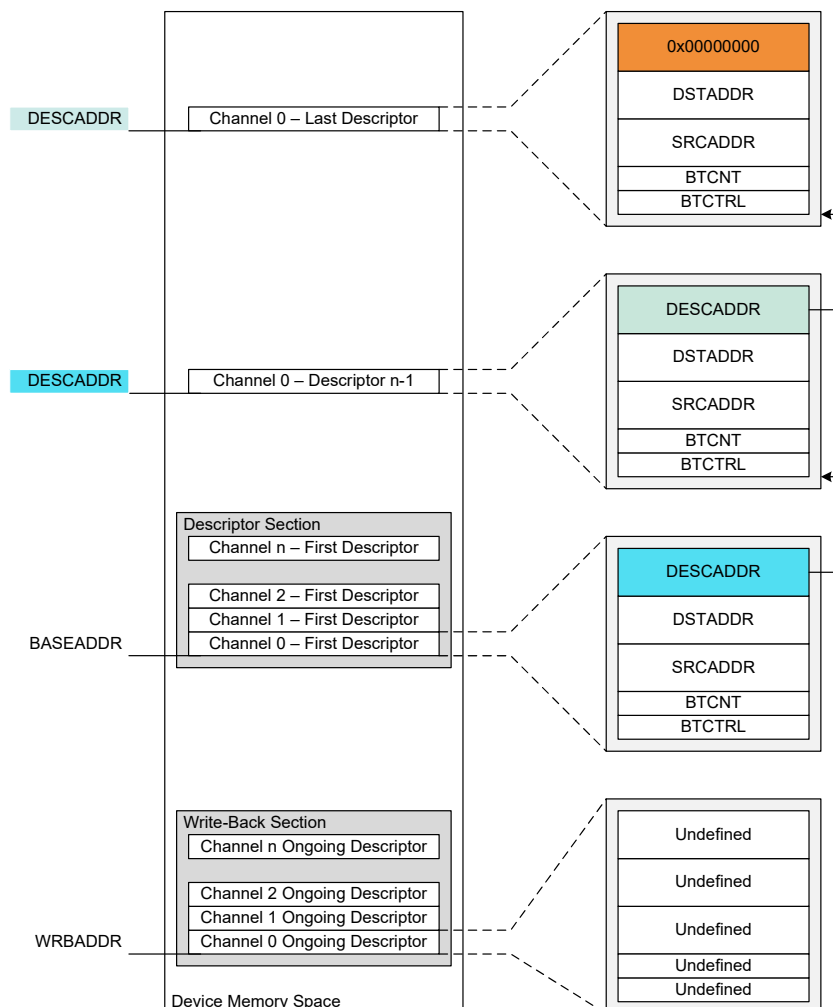 0x00000000
DSTADDR
SRCADDR
BTCNT
BTCTRL
DESCADDR
Channel 0 – Last Descriptor
DESCADDR
DSTADDR
SRCADDR
BTCNT
BTCTRL
DESCADDR
Channel 0 – Descriptor n-1
Descriptor Section
Channel n – First Descriptor
Channel 2 – First Descriptor
Channel 1 – First Descriptor
Channel 0 – First Descriptor
BASEADDR
DESCADDR
DSTADDR
SRCADDR
BTCNT
BTCTRL
Write-Back Section
Channel n Ongoing Descriptor
Channel 2 Ongoing Descriptor
Channel 1 Ongoing Descriptor
Channel 0 Ongoing Descriptor
WRBADDR
Undefined
Undefined
Undefined
Undefined
Undefined
Device Memory Space